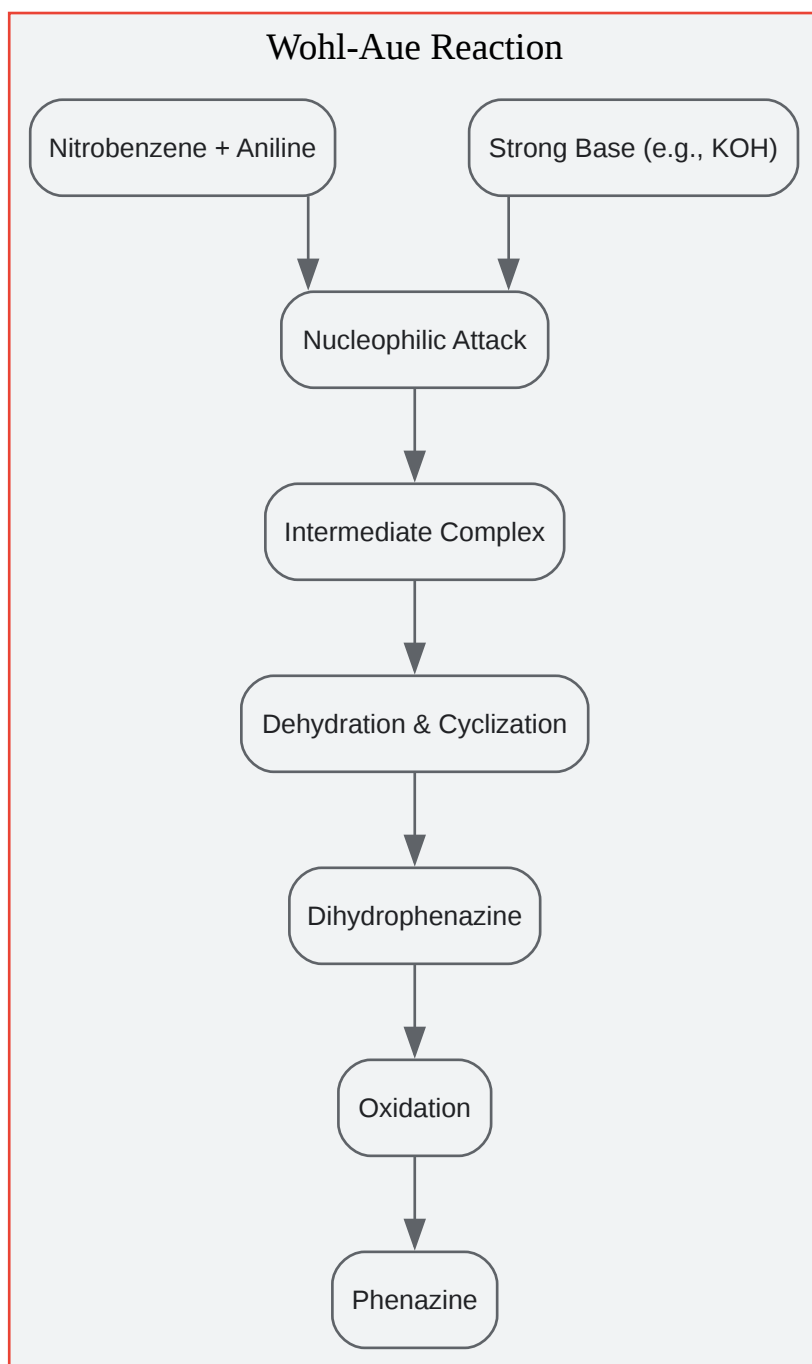 Wohl-Aue Reaction
Nitrobenzene + Aniline
Strong Base (e.g., KOH)
Nucleophilic Attack
Intermediate Complex
Dehydration & Cyclization
Dihydrophenazine
Oxidation
Phenazine